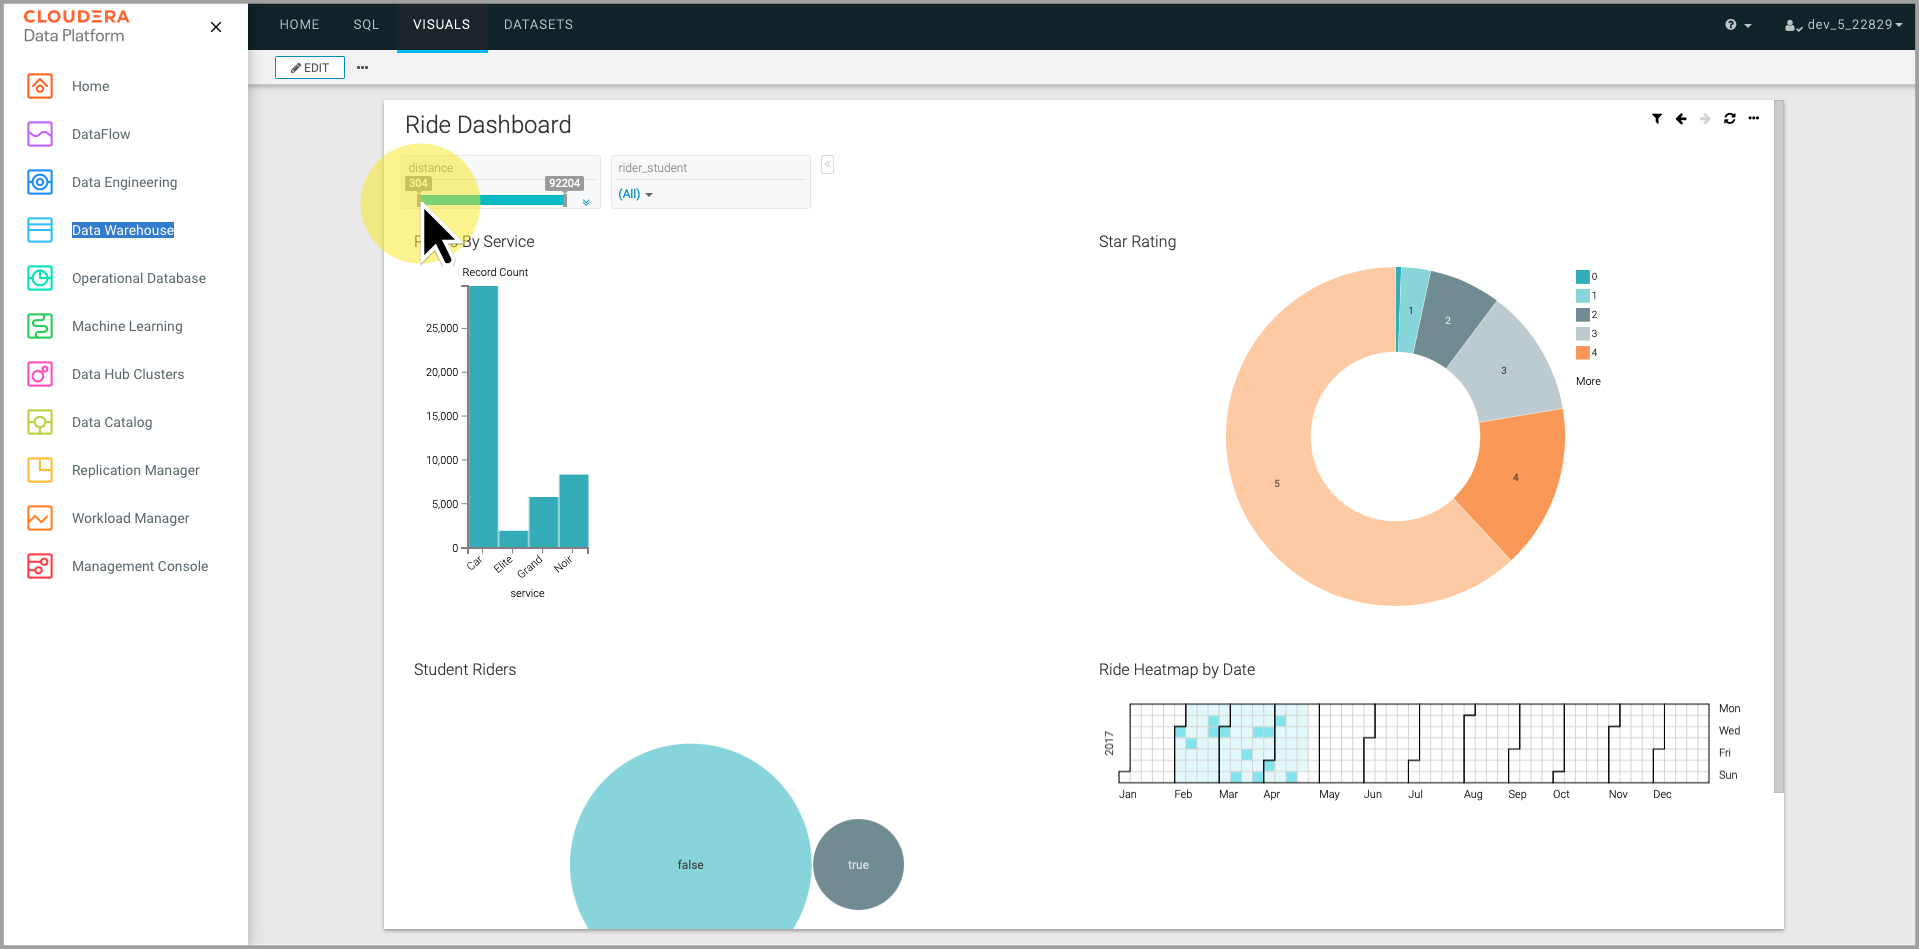 CLOUDERA
Data Platform
Home
DataFlow
Data Engineering
Data Warehouse
Operational Database
Machine Learning
Data Hub Clusters
Data Catalog
Replication Manager
Workload Manager
Management Console
HOME SQL VISUALS DATASETS
dev_5_22829
EDIT
Ride Dashboard
distance
304 92204
rider_student
(All)
By Service
Record Count
25,000
20,000
15,000
10,000
5,000
0
Car Elite Grand Noir
service
Star Rating
1
2
3
4
5
0
1
2
3
4
More
Student Riders
false
true
Ride Heatmap by Date
2017
Mon
Wed
Fri
Sun
Jan Feb Mar Apr May Jun Jul Aug Sep Oct Nov Dec